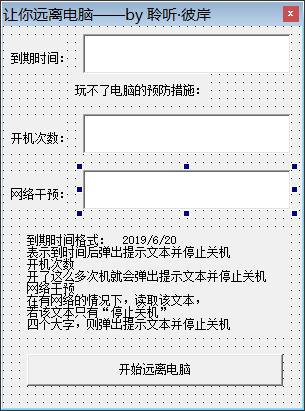 让你远离电脑——by 聆听·彼岸
x
到期时间：
玩不了电脑的预防措施：
开机次数：
网络干预：
到期时间格式： 2019/6/20
表示到时间后弹出提示文本并停止关机
开机次数
开了这么多次机就会弹出提示文本并停止关机
网络干预
在有网络的情况下，读取该文本，
若该文本只有“停止关机”
四个大字，则弹出提示文本并停止关机
开始远离电脑